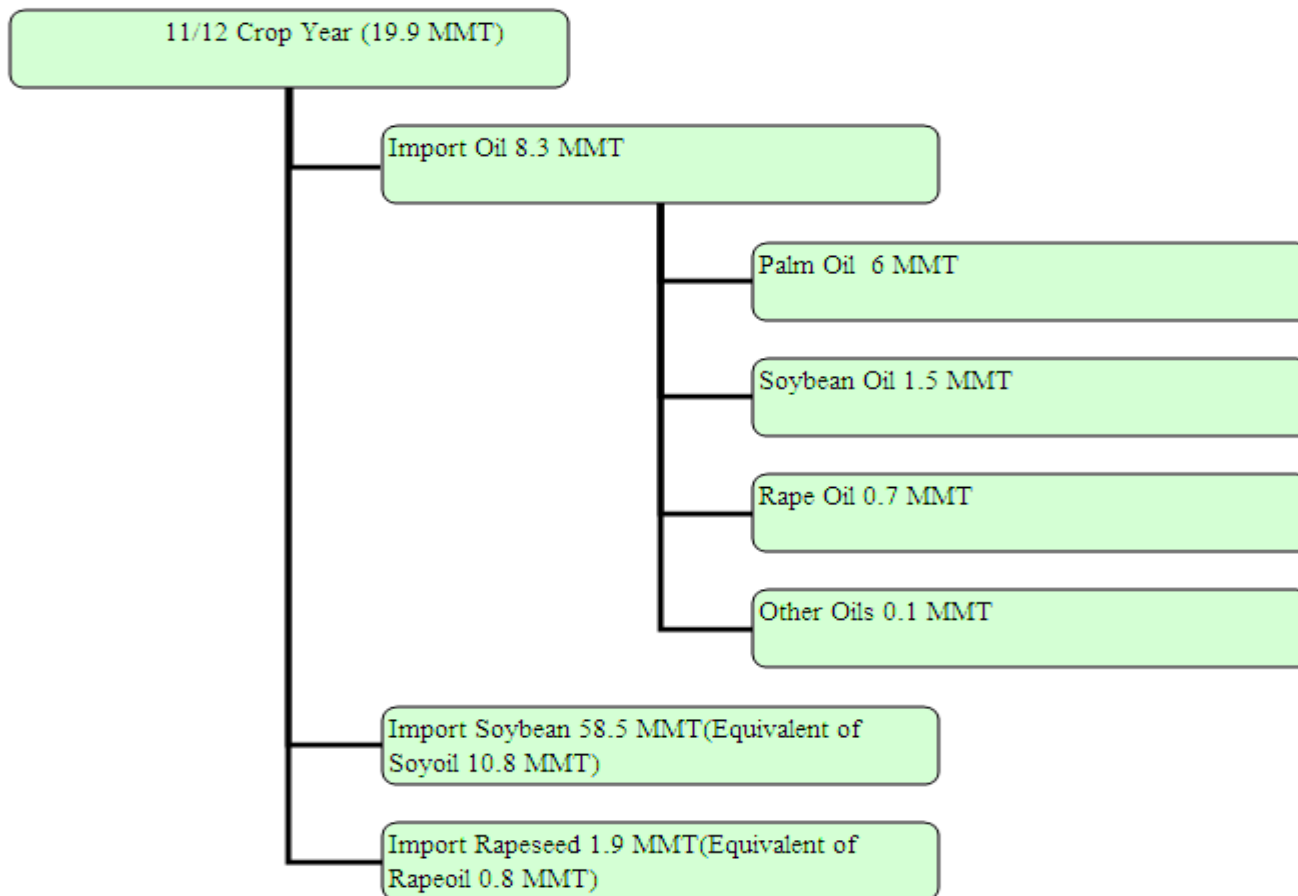 11/12 Crop Year (19.9 MMT)
Import Oil 8.3 MMT
Palm Oil  6 MMT
Soybean Oil 1.5 MMT
Rape Oil 0.7 MMT
Other Oils 0.1 MMT
Import Soybean 58.5 MMT(Equivalent of
Soyoil 10.8 MMT)
Import Rapeseed 1.9 MMT(Equivalent of
Rapeoil 0.8 MMT)